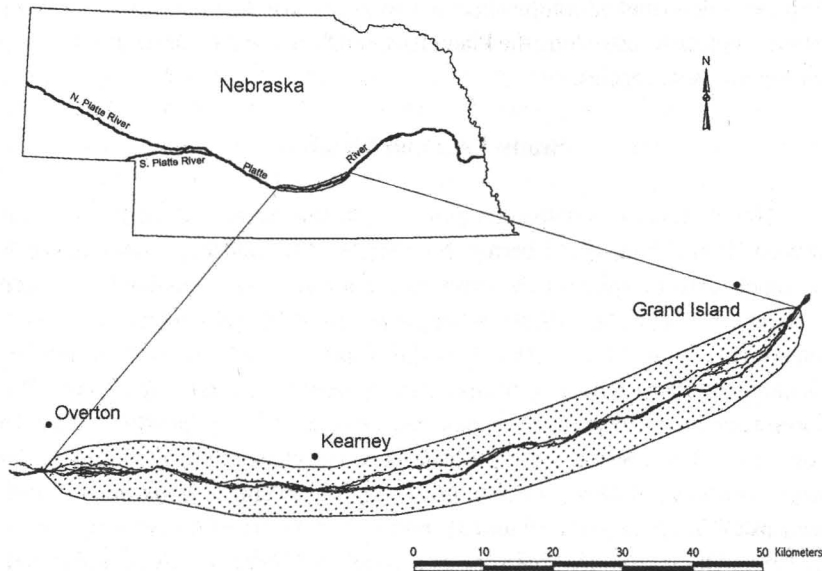 Nebraska
N
N. Platte River
S. Platte River
Platte
River
Grand Island
Overton
Kearney
0 10 20 30 40 50 Kilometers